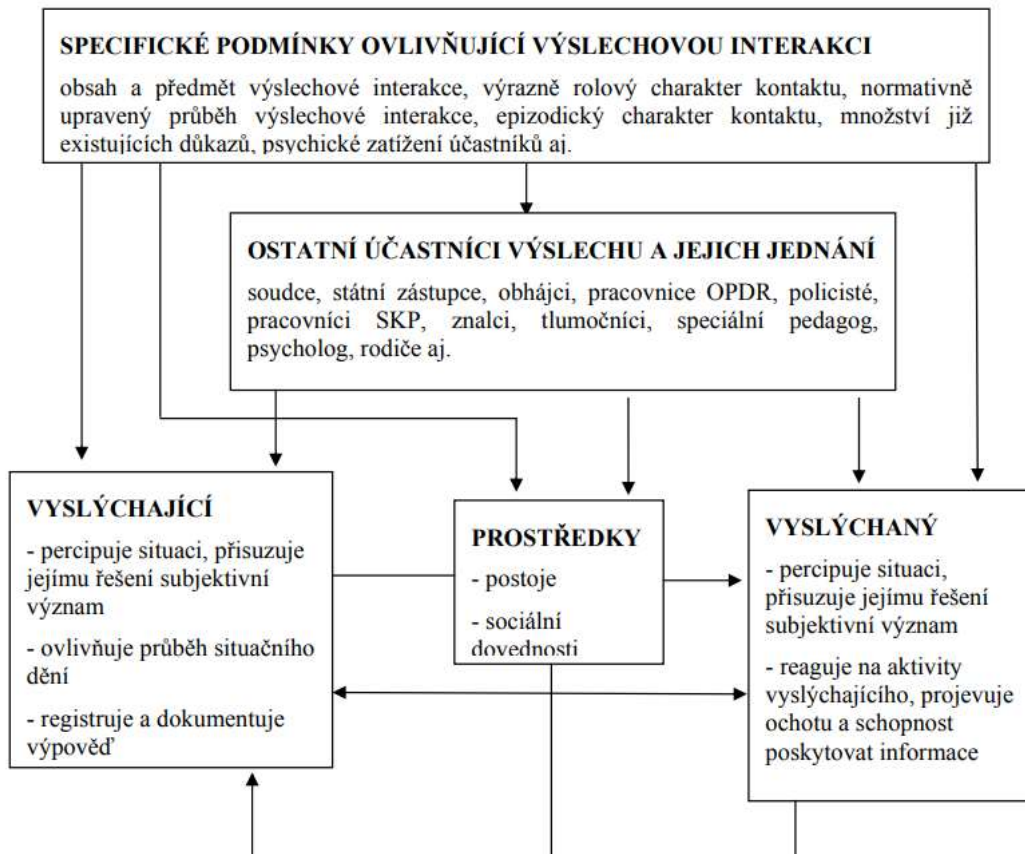 SPECIFICKÉ PODMÍNKY OVLIVŇUJÍCÍ VÝSLECHOVOU INTERAKCI
obsah a předmět výslechové interakce, výrazně rolový charakter kontaktu, normativně
upravený průběh výslechové interakce, epizodický charakter kontaktu, množství již
existujících důkazů, psychické zatížení účastníků aj.
OSTATNÍ ÚČASTNÍCI VÝSLECHU A JEJICH JEDNÁNÍ
soudce, státní zástupce, obhájci, pracovnice OPDR, policisté,
pracovníci SKP, znalci, tlumočníci, speciální pedagog,
psycholog, rodiče aj.
VYSLÝCHAJÍCÍ
- percipuje situaci, přisuzuje
jejímu řešení subjektivní
význam
- ovlivňuje průběh situačního
dění
- registruje a dokumentuje
výpověď
PROSTŘEDKY
- postoje
- sociální
dovednosti
VYSLÝCHANÝ
- percipuje situaci,
přisuzuje jejímu řešení
subjektivní význam
- reaguje na aktivity
vyslýchajícího, projevuje
ochotu a schopnost
poskytovat informace